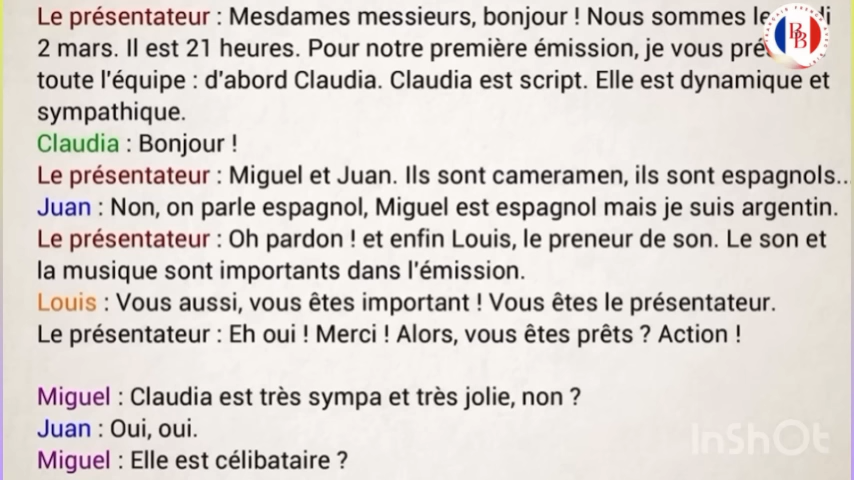 Le présentateur : Mesdames messieurs, bonjour ! Nous sommes le di
2 mars. Il est 21 heures. Pour notre première émission, je vous
toute l'équipe : d'abord Claudia. Claudia est script. Elle est dynamique et
sympathique.
Claudia : Bonjour !
Le présentateur : Miguel et Juan. Ils sont cameramen, ils sont espagnols...
Juan : Non, on parle espagnol, Miguel est espagnol mais je suis argentin.
Le présentateur : Oh pardon ! et enfin Louis, le preneur de son. Le son et
la musique sont importants dans l'émission.
Louis : Vous aussi, vous êtes important ! Vous êtes le présentateur.
Le présentateur : Eh oui ! Merci ! Alors, vous êtes prêts ? Action !
Miguel : Claudia est très sympa et très jolie, non ?
Juan : Oui, oui.
InShOt
Miguel : Elle est célibataire ?